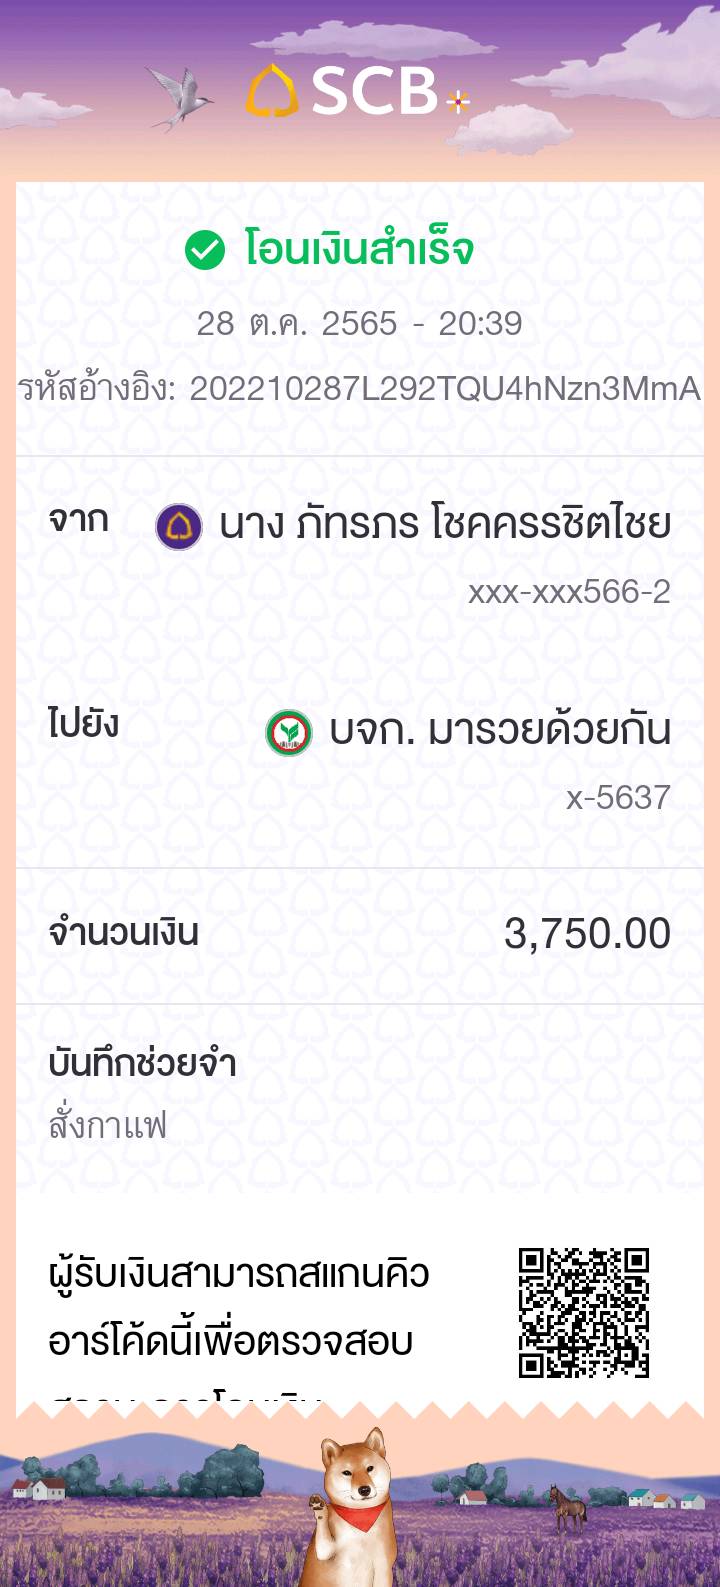 SCB
โอนเงินสำเร็จ
28 ต.ค. 2565 - 20:39
รหัสอ้างอิง: 202210287L292TQU4hNzn3MmA
จาก นาง ภัทรภร โชคครรชิตไชย
xxx-xxx566-2
ไปยัง บจก. มารวยด้วยกัน
x-5637
จำนวนเงิน 3,750.00
บันทึกช่วยจำ
สั่งกาแฟ
ผู้รับเงินสามารถสแกนคิว
อาร์โค้ดนี้เพื่อตรวจสอบ